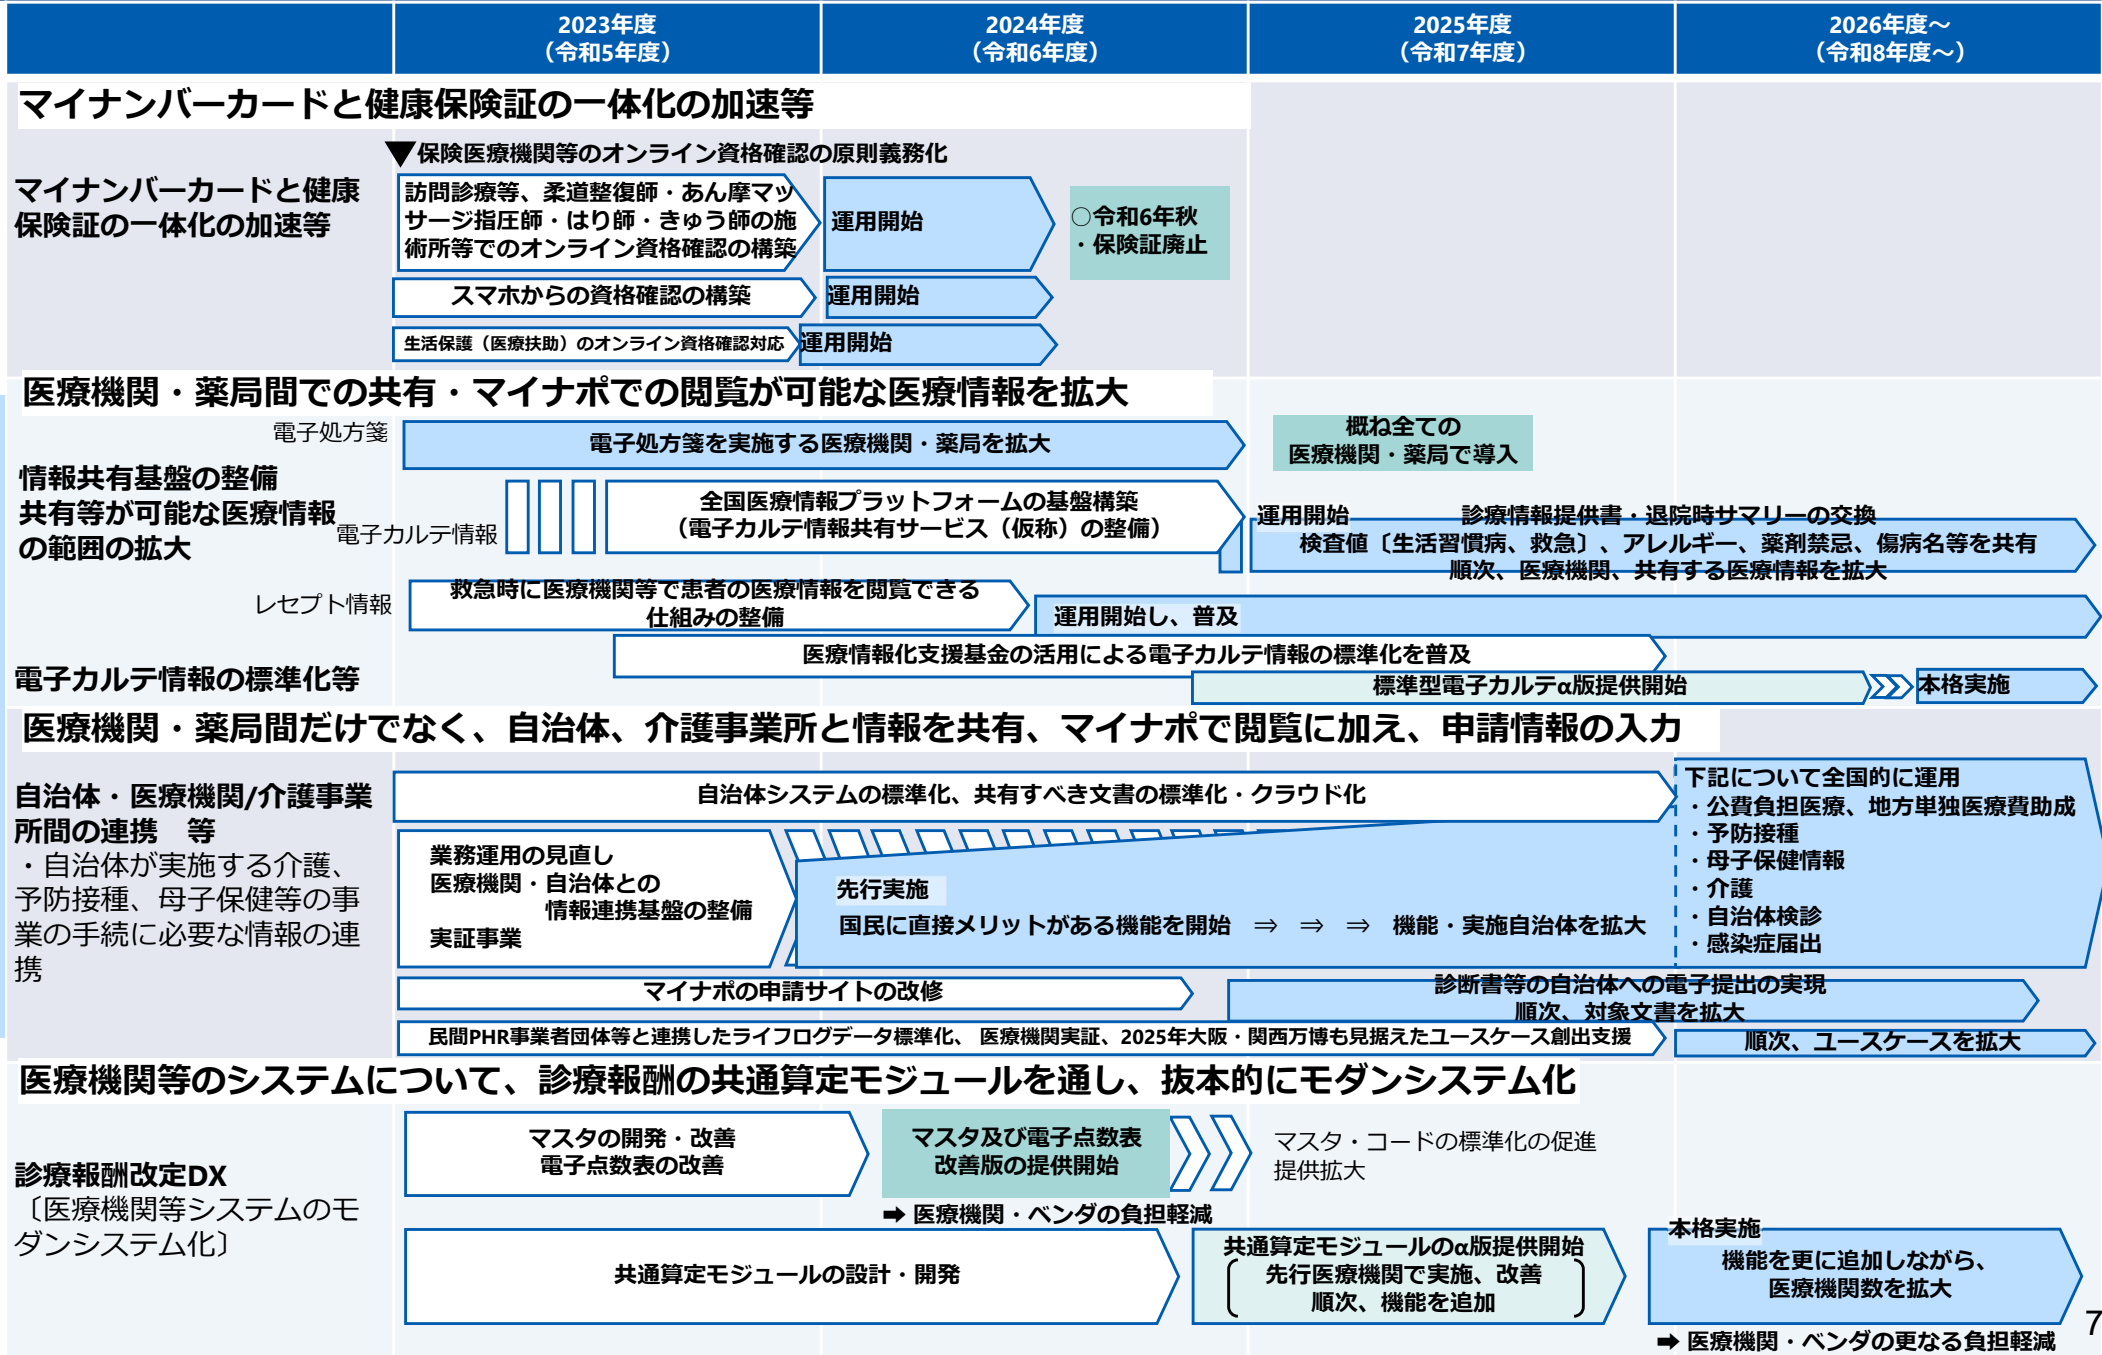 2023年度
（令和5年度）
2024年度
（令和6年度）
2025年度
（令和7年度）
2026年度～
（令和8年度～）
マイナンバーカードと健康保険証の一体化の加速等
▼保険医療機関等のオンライン資格確認の原則義務化
マイナンバーカードと健康
保険証の一体化の加速等
訪問診療等、柔道整復師・あん摩マッ
サージ指圧師・はり師・きゅう師の施
術所等でのオンライン資格確認の構築
運用開始
○令和6年秋
・保険証廃止
スマホからの資格確認の構築
運用開始
生活保護（医療扶助）のオンライン資格確認対応
運用開始
医療機関・薬局間での共有・マイナポでの閲覧が可能な医療情報を拡大
電子処方箋
電子処方箋を実施する医療機関・薬局を拡大
概ね全ての
医療機関・薬局で導入
情報共有基盤の整備
共有等が可能な医療情報
の範囲の拡大
電子カルテ情報
全国医療情報プラットフォームの基盤構築
（電子カルテ情報共有サービス（仮称）の整備）
運用開始
診療情報提供書・退院時サマリーの交換
検査値〔生活習慣病、救急〕、アレルギー、薬剤禁忌、傷病名等を共有
順次、医療機関、共有する医療情報を拡大
レセプト情報
救急時に医療機関等で患者の医療情報を閲覧できる
仕組みの整備
運用開始し、普及
医療情報化支援基金の活用による電子カルテ情報の標準化を普及
電子カルテ情報の標準化等
標準型電子カルテα版提供開始
本格実施
医療機関・薬局間だけでなく、自治体、介護事業所と情報を共有、マイナポで閲覧に加え、申請情報の入力
自治体・医療機関/介護事業
所間の連携　等
・自治体が実施する介護、
予防接種、母子保健等の事
業の手続に必要な情報の連
携
自治体システムの標準化、共有すべき文書の標準化・クラウド化
業務運用の見直し
医療機関・自治体との
情報連携基盤の整備
実証事業
先行実施
国民に直接メリットがある機能を開始　⇒　⇒　⇒　機能・実施自治体を拡大
下記について全国的に運用
・公費負担医療、地方単独医療費助成
・予防接種
・母子保健情報
・介護
・自治体検診
・感染症届出
マイナポの申請サイトの改修
診断書等の自治体への電子提出の実現
順次、対象文書を拡大
民間PHR事業者団体等と連携したライフログデータ標準化、 医療機関実証、2025年大阪・関西万博も見据えたユースケース創出支援
順次、ユースケースを拡大
医療機関等のシステムについて、診療報酬の共通算定モジュールを通し、抜本的にモダンシステム化
診療報酬改定DX
〔医療機関等システムのモ
ダンシステム化〕
マスタの開発・改善
電子点数表の改善
マスタ及び電子点数表
改善版の提供開始
マスタ・コードの標準化の促進
提供拡大
➡ 医療機関・ベンダの負担軽減
共通算定モジュールの設計・開発
共通算定モジュールのα版提供開始
先行医療機関で実施、改善
順次、機能を追加
本格実施
機能を更に追加しながら、
医療機関数を拡大
➡ 医療機関・ベンダの更なる負担軽減
7